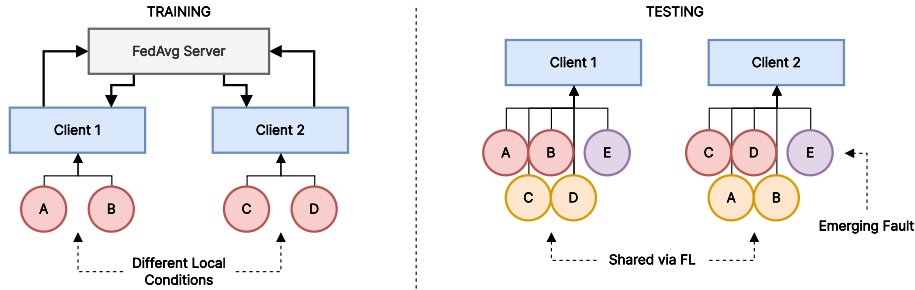 TRAINING
FedAvg Server
Client 1
Client 2
A
B
C
D
Different Local
Conditions
TESTING
Client 1
Client 2
A
B
E
C
D
E
C
D
A
B
Emerging Fault
Shared via FL